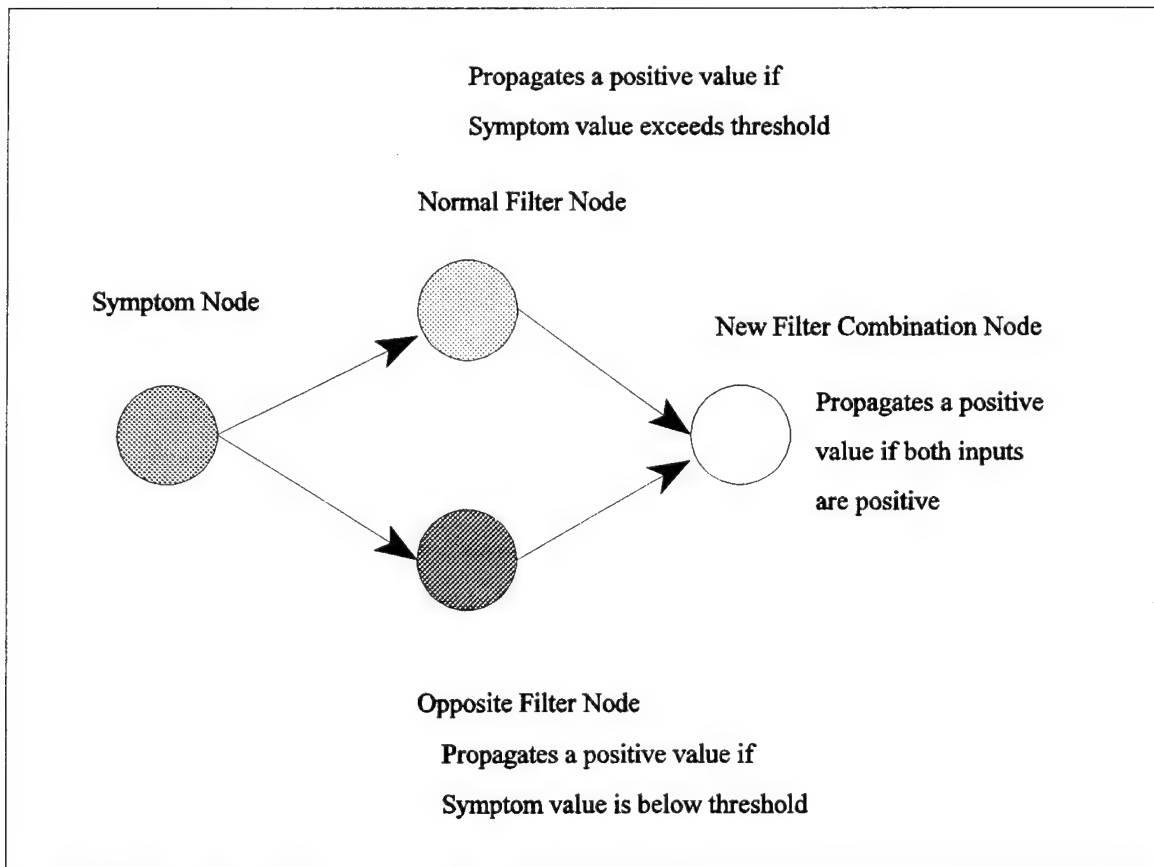 Propagates a positive value if
Symptom value exceeds threshold
Normal Filter Node
Symptom Node
New Filter Combination Node
Propagates a positive
value if both inputs
are positive
Opposite Filter Node
Propagates a positive value if
Symptom value is below threshold